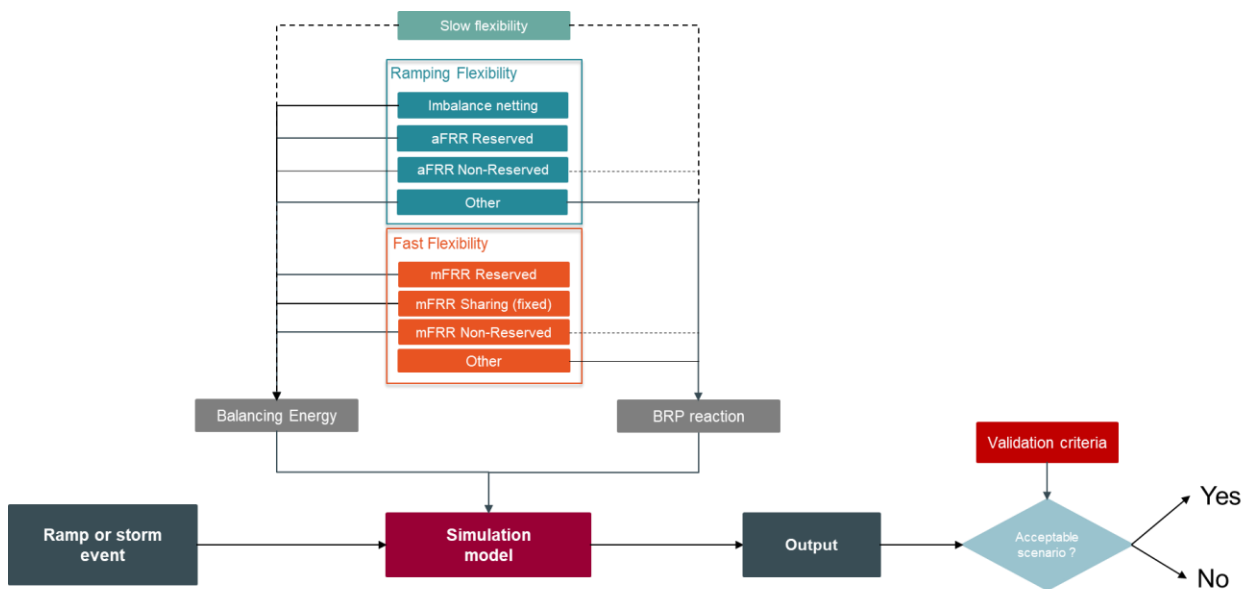 Slow flexibility
Ramping Flexibility
Imbalance netting
aFRR Reserved
aFRR Non-Reserved
Other
Fast Flexibility
mFRR Reserved
mFRR Sharing (fixed)
mFRR Non-Reserved
Other
Balancing Energy
BRP reaction
Validation criteria
Ramp or storm
event
Simulation
model
Output
Acceptable
scenario ?
Yes
No